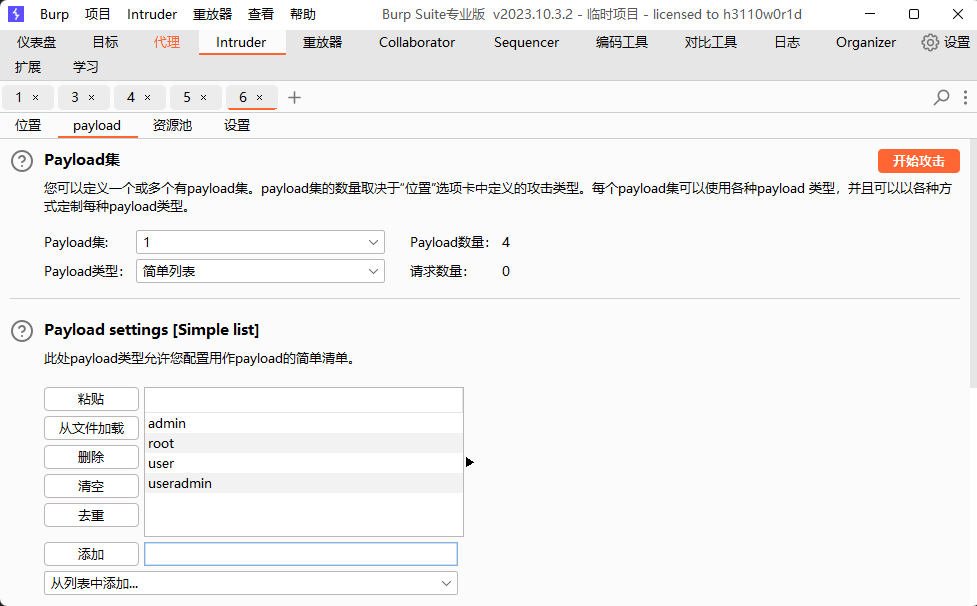 Burp 项目 Intruder 重放器 查看 帮助 Burp Suite专业版 v2023.10.3.2 - 临时项目 - licensed to h3110w0r1d
仪表盘 目标 代理 Intruder 重放器 Collaborator Sequencer 编码工具 对比工具 日志 Organizer 设置
扩展 学习
1 × 3 × 4 × 5 × 6 × +
位置 payload 资源池 设置
? Payload集 开始攻击
您可以定义一个或多个有payload集。payload集的数量取决于“位置”选项卡中定义的攻击类型。每个payload集可以使用各种payload 类型，并且可以以各种方
式定制每种payload类型。
Payload集: 1 Payload数量: 4
Payload类型: 简单列表 请求数量: 0
? Payload settings [Simple list]
此处payload类型允许您配置用作payload的简单清单。
粘贴
从文件加载 admin
root
删除 user
清空 useradmin
去重
添加
从列表中添加...